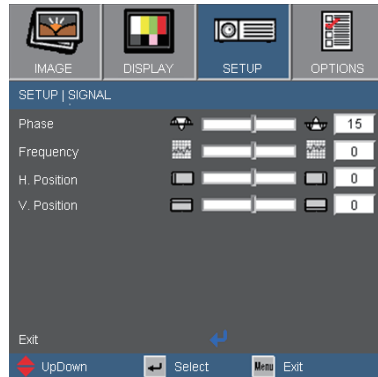 IMAGE DISPLAY SETUP OPTIONS
SETUP | SIGNAL
Phase 15
Frequency 0
H. Position 0
V. Position 0
Exit
UpDown Select Menu Exit